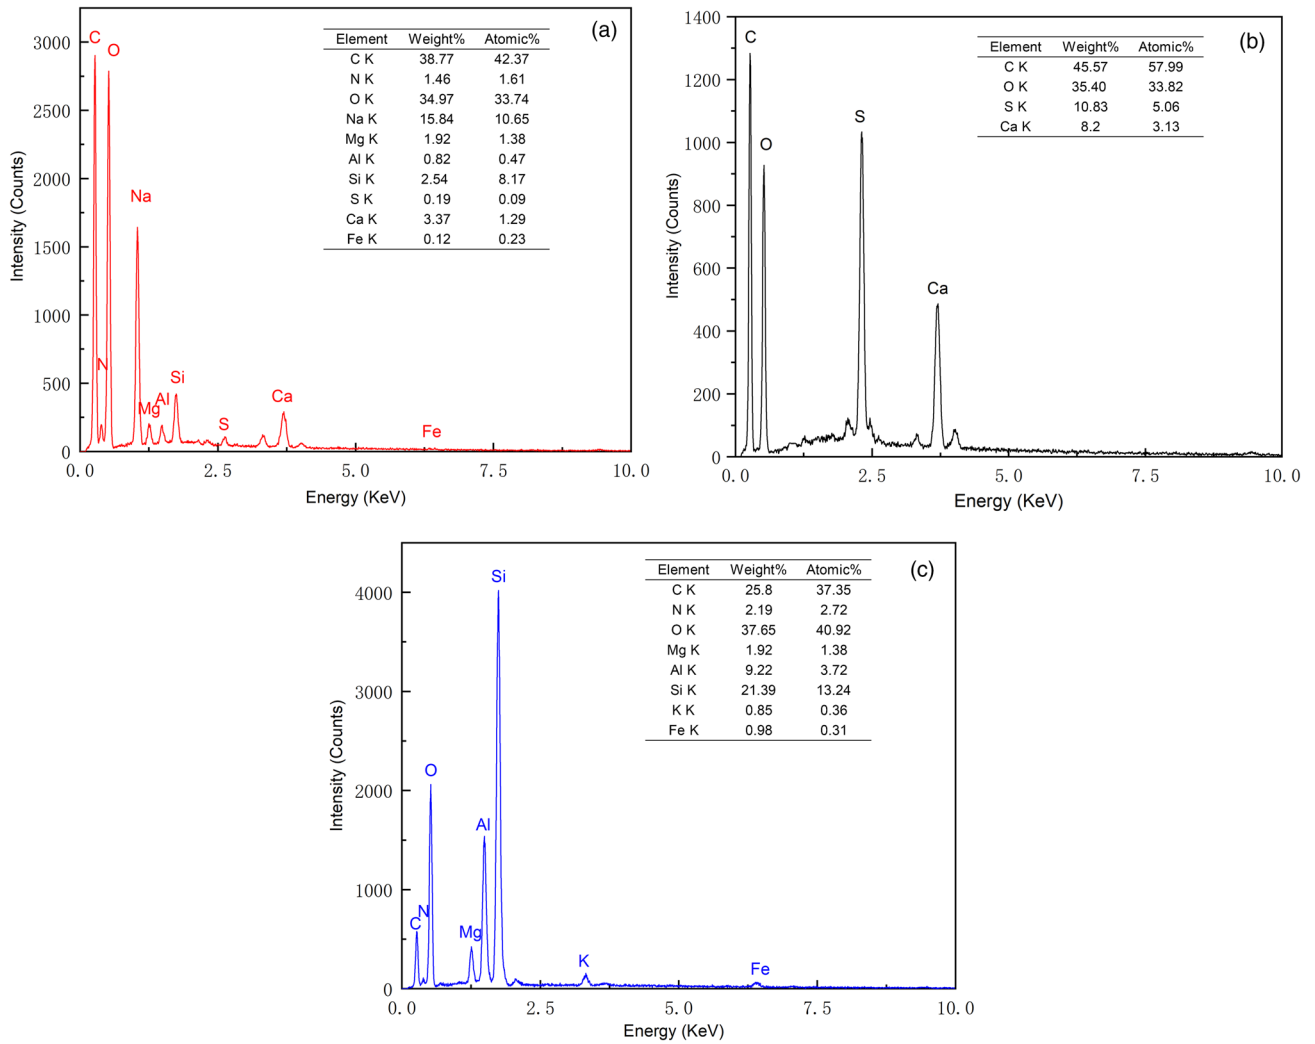 (a)
Element Weight% Atomic%
C K 38.77 42.37
N K 1.46 1.61
O K 34.97 33.74
Na K 15.84 10.65
Mg K 1.92 1.38
Al K 0.82 0.47
Si K 2.54 8.17
S K 0.19 0.09
Ca K 3.37 1.29
Fe K 0.12 0.23
C
O
N
Na
Mg
Al
Si
S
Ca
Fe
3000
2500
2000
1500
1000
500
0
Intensity (Counts)
0.0 2.5 5.0 7.5 10.0
Energy (KeV)
(b)
Element Weight% Atomic%
C K 45.57 57.99
O K 35.40 33.82
S K 10.83 5.06
Ca K 8.2 3.13
C
O
S
Ca
1400
1200
1000
800
600
400
200
0
Intensity (Counts)
0.0 2.5 5.0 7.5 10.0
Energy (KeV)
(c)
Element Weight% Atomic%
C K 25.8 37.35
N K 2.19 2.72
O K 37.65 40.92
Mg K 1.92 1.38
Al K 9.22 3.72
Si K 21.39 13.24
K K 0.85 0.36
Fe K 0.98 0.31
C
N
O
Mg
Al
Si
K
Fe
4000
3000
2000
1000
0
Intensity (Counts)
0.0 2.5 5.0 7.5 10.0
Energy (KeV)